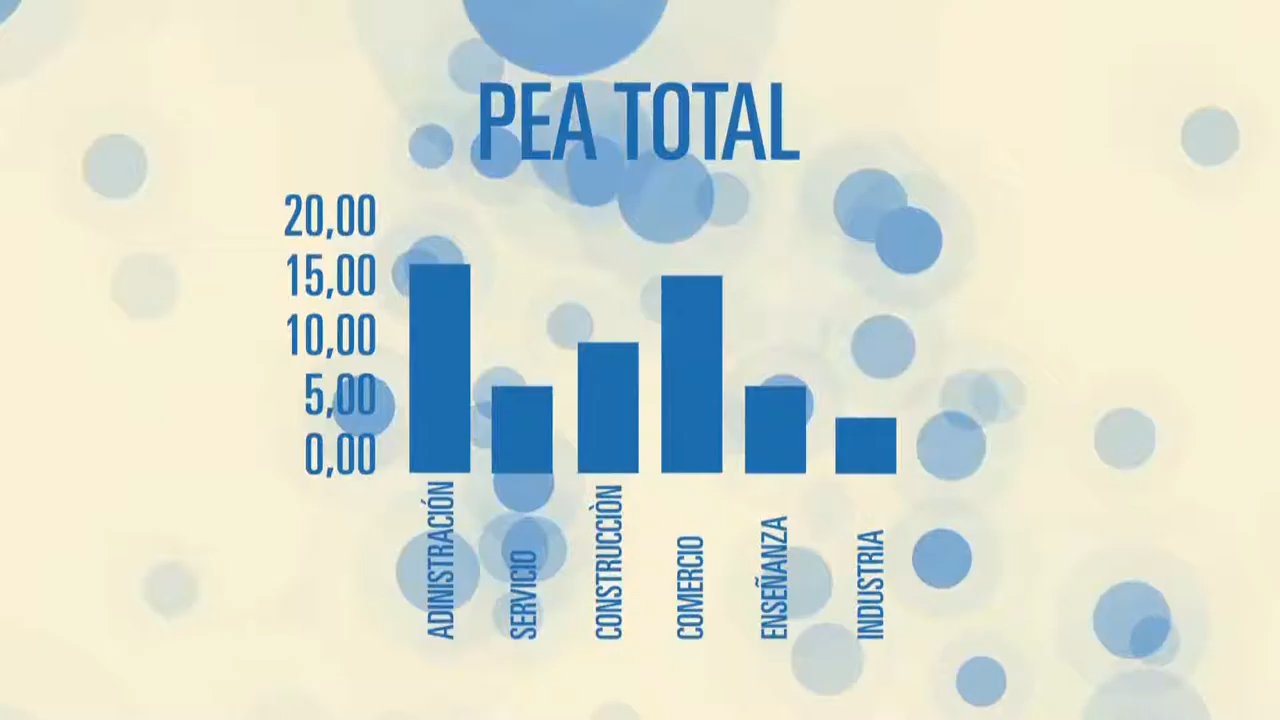 PEA TOTAL
20,00
15,00
10,00
5,00
0,00
ADINISTRACIÓN
SERVICIO
CONSTRUCCIÒN
COMERCIO
ENSEÑANZA
INDUSTRIA